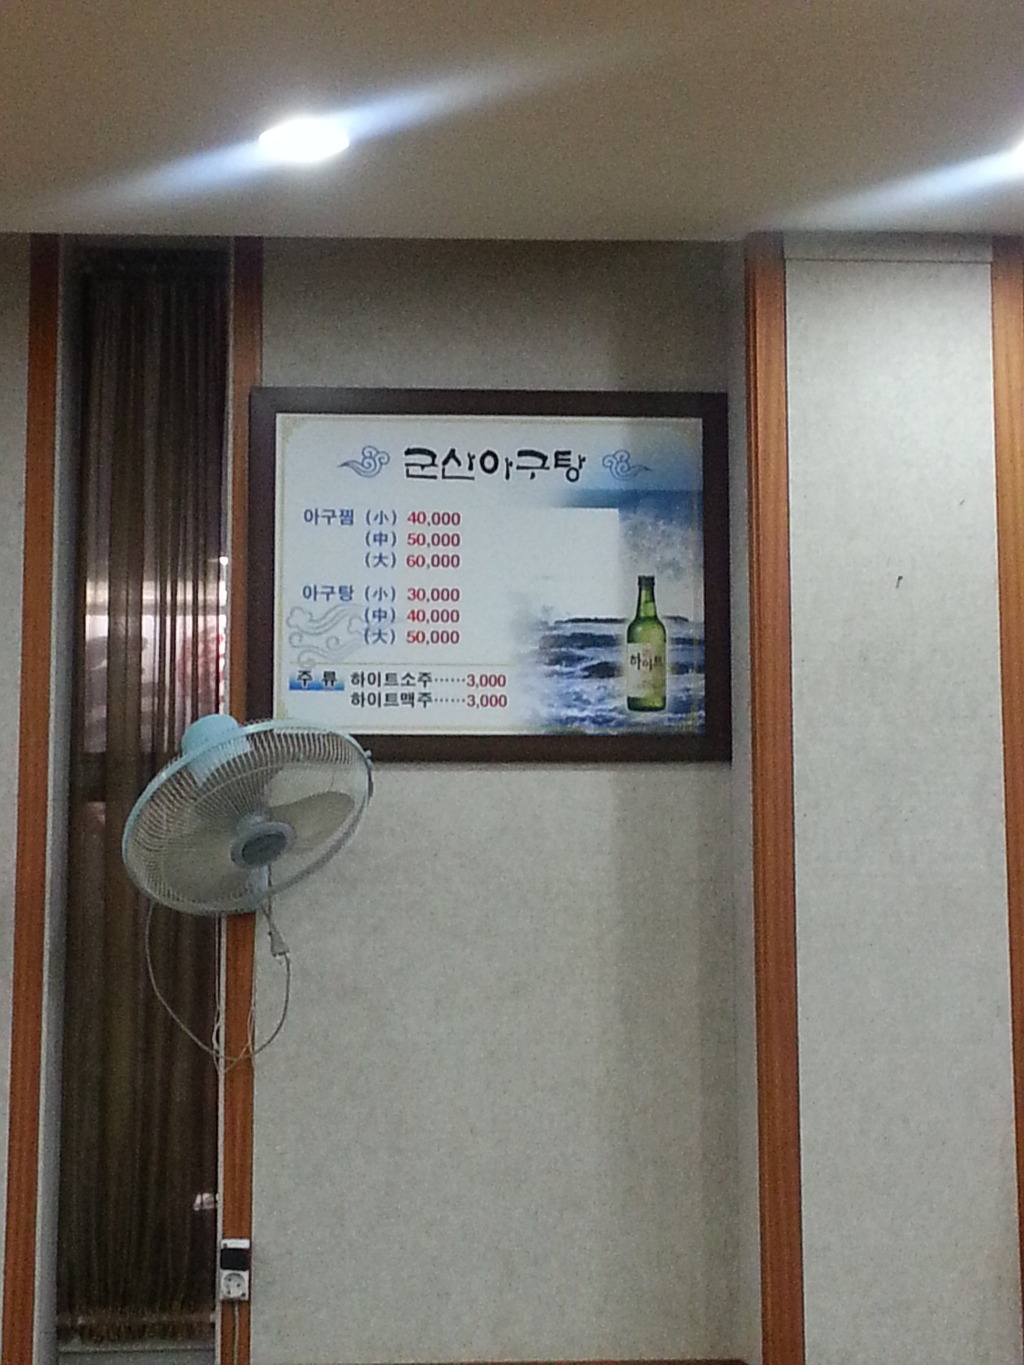 군산아구탕
아구찜 (小) 40,000
(中) 50,000
(大) 60,000
아구탕 (小) 30,000
(中) 40,000
(大) 50,000
주 류 하이트소주······3,000
하이트맥주······3,000
하이트